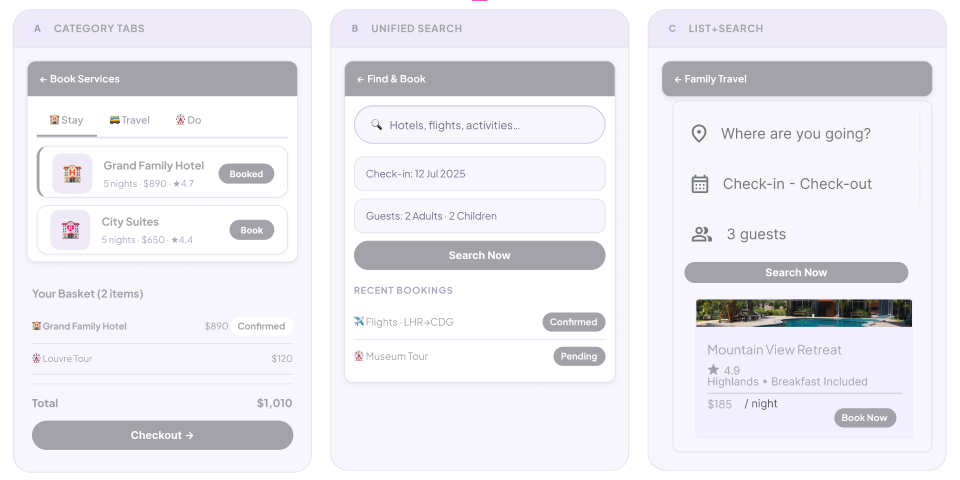 A CATEGORY TABS
← Book Services
Stay Travel Do
Grand Family Hotel
5 nights · $890 · ★4.7
Booked
City Suites
5 nights · $650 · ★4.4
Book
Your Basket (2 items)
Grand Family Hotel $890 Confirmed
Louvre Tour $120
Total $1,010
Checkout →
B UNIFIED SEARCH
← Find & Book
Hotels, flights, activities...
Check-in: 12 Jul 2025
Guests: 2 Adults · 2 Children
Search Now
RECENT BOOKINGS
Flights · LHR→CDG Confirmed
Museum Tour Pending
C LIST+SEARCH
← Family Travel
Where are you going?
Check-in - Check-out
3 guests
Search Now
Mountain View Retreat
★ 4.9
Highlands • Breakfast Included
$185 / night
Book Now